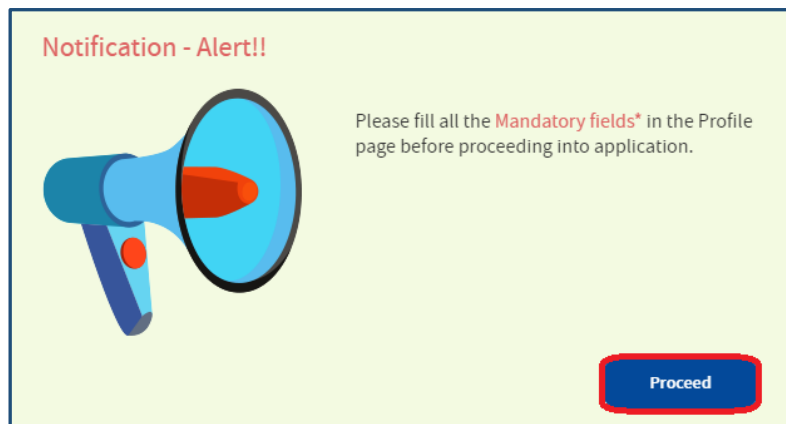 Notification - Alert!!
Please fill all the Mandatory fields* in the Profile
page before proceeding into application.
Proceed